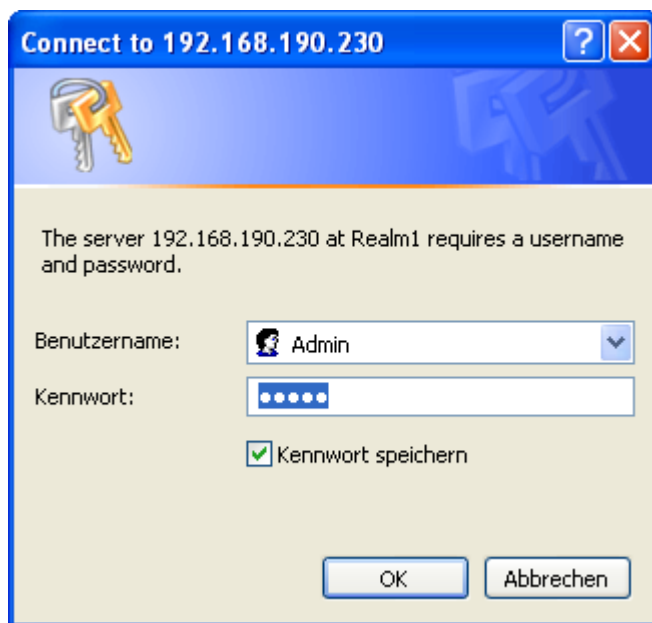 Connect to 192.168.190.230
The server 192.168.190.230 at Realm1 requires a username
and password.
Benutzername:
Admin
Kennwort:
●●●●●
Kennwort speichern
OK
Abbrechen